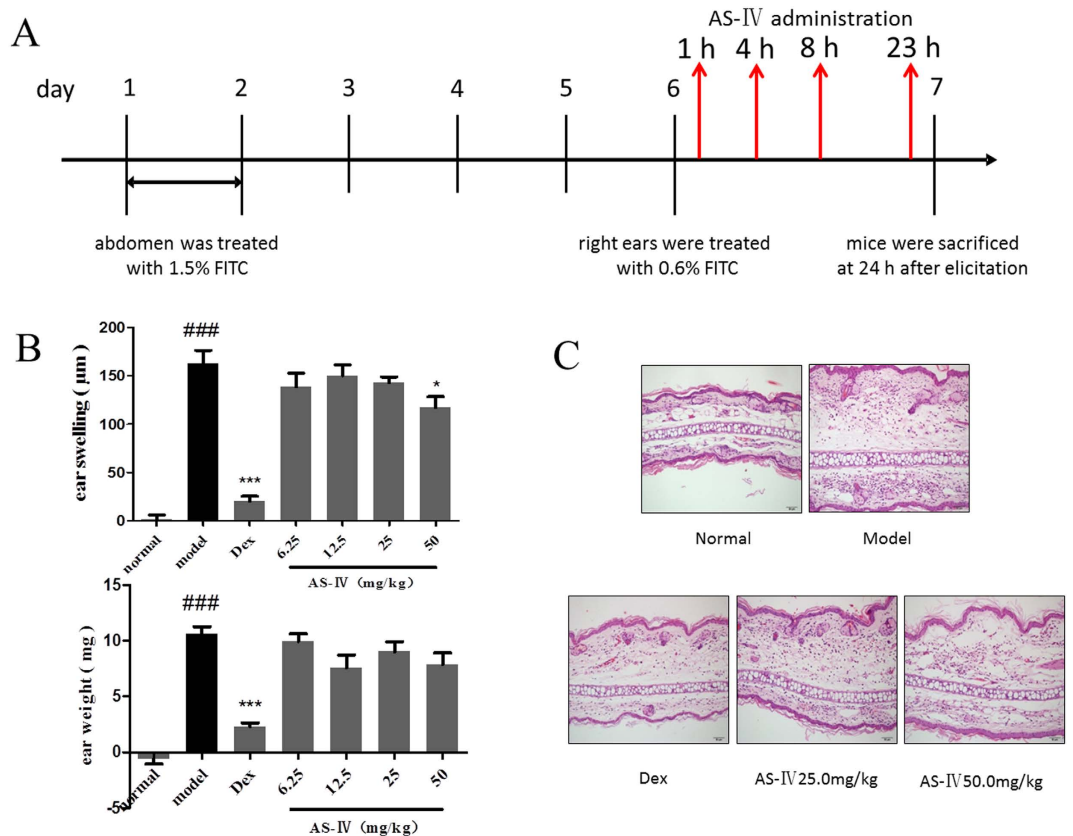 A
AS-Ⅳ administration
1 h 4 h 8 h 23 h
day 1 2 3 4 5 6 7
abdomen was treated
with 1.5% FITC
right ears were treated
with 0.6% FITC
mice were sacrificed
at 24 h after elicitation
B
ear swelling ( μm )
200
150
100
50
0
###
***
*
normal model Dex 6.25 12.5 25 50
AS-IV (mg/kg)
ear weight ( mg )
15
10
5
0
-5
###
***
normal model Dex 6.25 12.5 25 50
AS-IV (mg/kg)
C
Normal Model
Dex AS-Ⅳ25.0mg/kg AS-Ⅳ50.0mg/kg